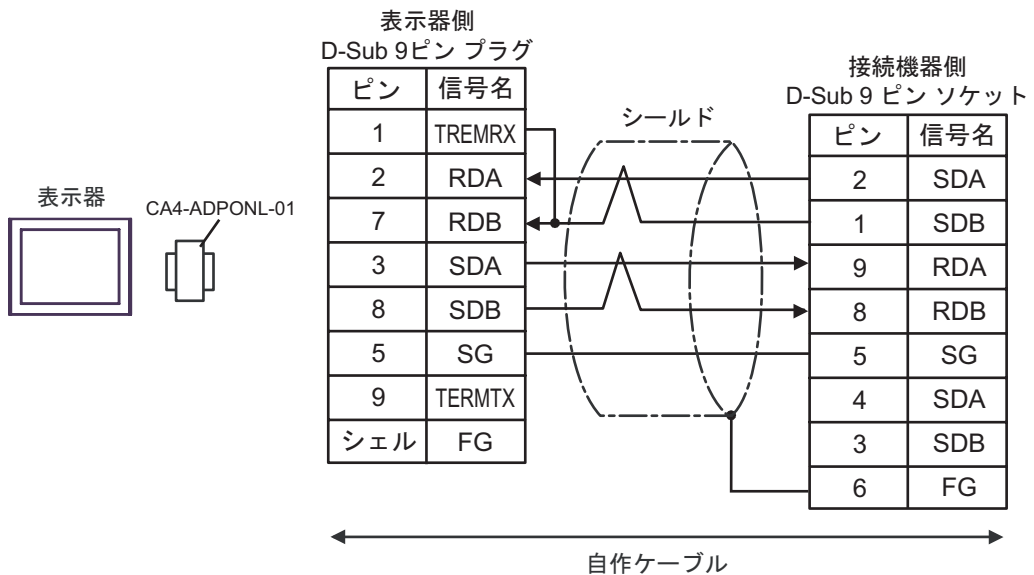 表示器側
D-Sub 9ピン プラグ
ピン 信号名
1 TREMRX
2 RDA
7 RDB
3 SDA
8 SDB
5 SG
9 TERMTX
シェル FG
シールド
接続機器側
D-Sub 9 ピン ソケット
ピン 信号名
2 SDA
1 SDB
9 RDA
8 RDB
5 SG
4 SDA
3 SDB
6 FG
表示器
CA4-ADPONL-01
自作ケーブル